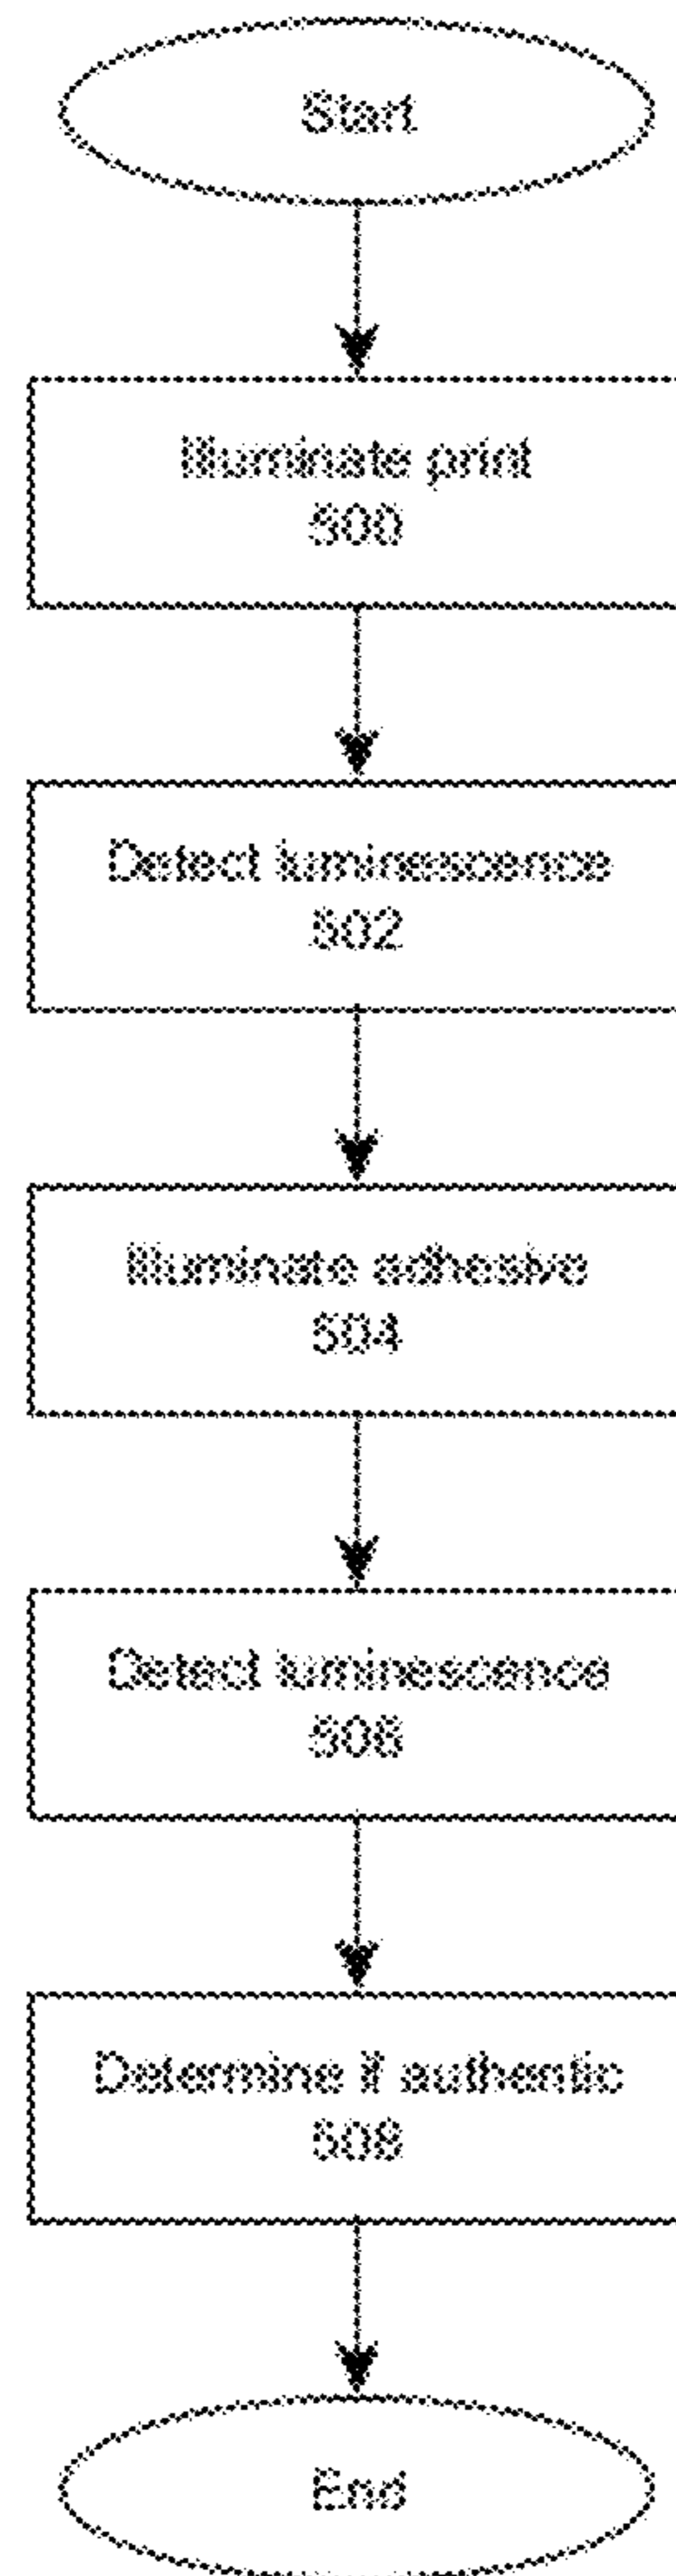 Start
Illuminate print
500
Detect luminescence
502
Illuminate adhesive
504
Detect luminescence
506
Determine if authentic
508
End